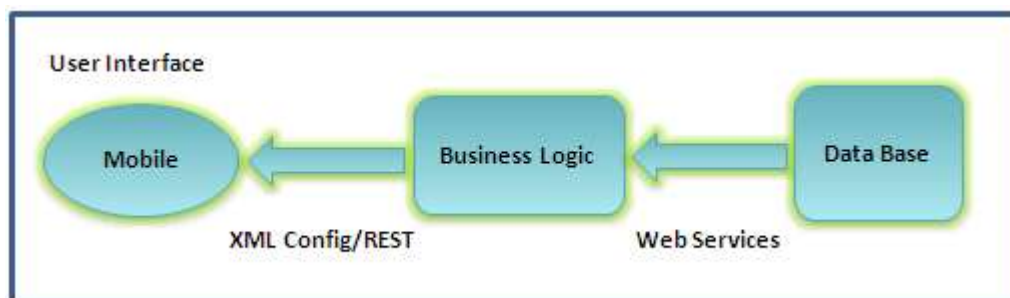 User Interface
Mobile
Business Logic
Data Base
XML Config/REST
Web Services